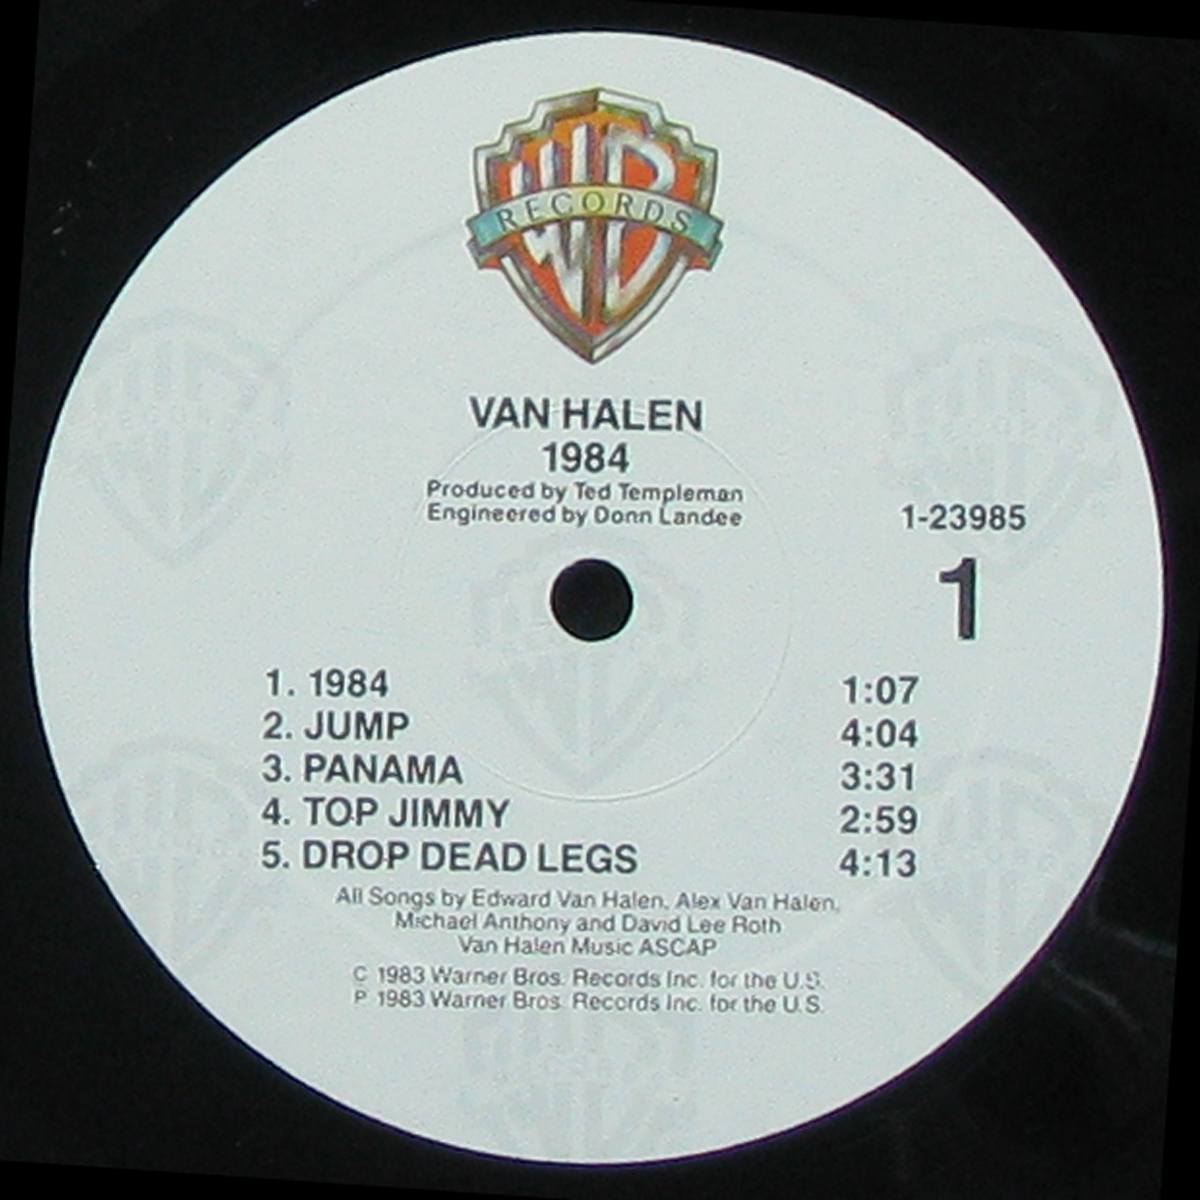 WB
RECORDS
VAN HALEN
1984
Produced by Ted Templeman
Engineered by Donn Landee
1-23985
1
1. 1984 1:07
2. JUMP 4:04
3. PANAMA 3:31
4. TOP JIMMY 2:59
5. DROP DEAD LEGS 4:13
All Songs by Edward Van Halen, Alex Van Halen,
Michael Anthony and David Lee Roth
Van Halen Music ASCAP
C 1983 Warner Bros. Records Inc. for the U.S.
P 1983 Warner Bros. Records Inc. for the U.S.